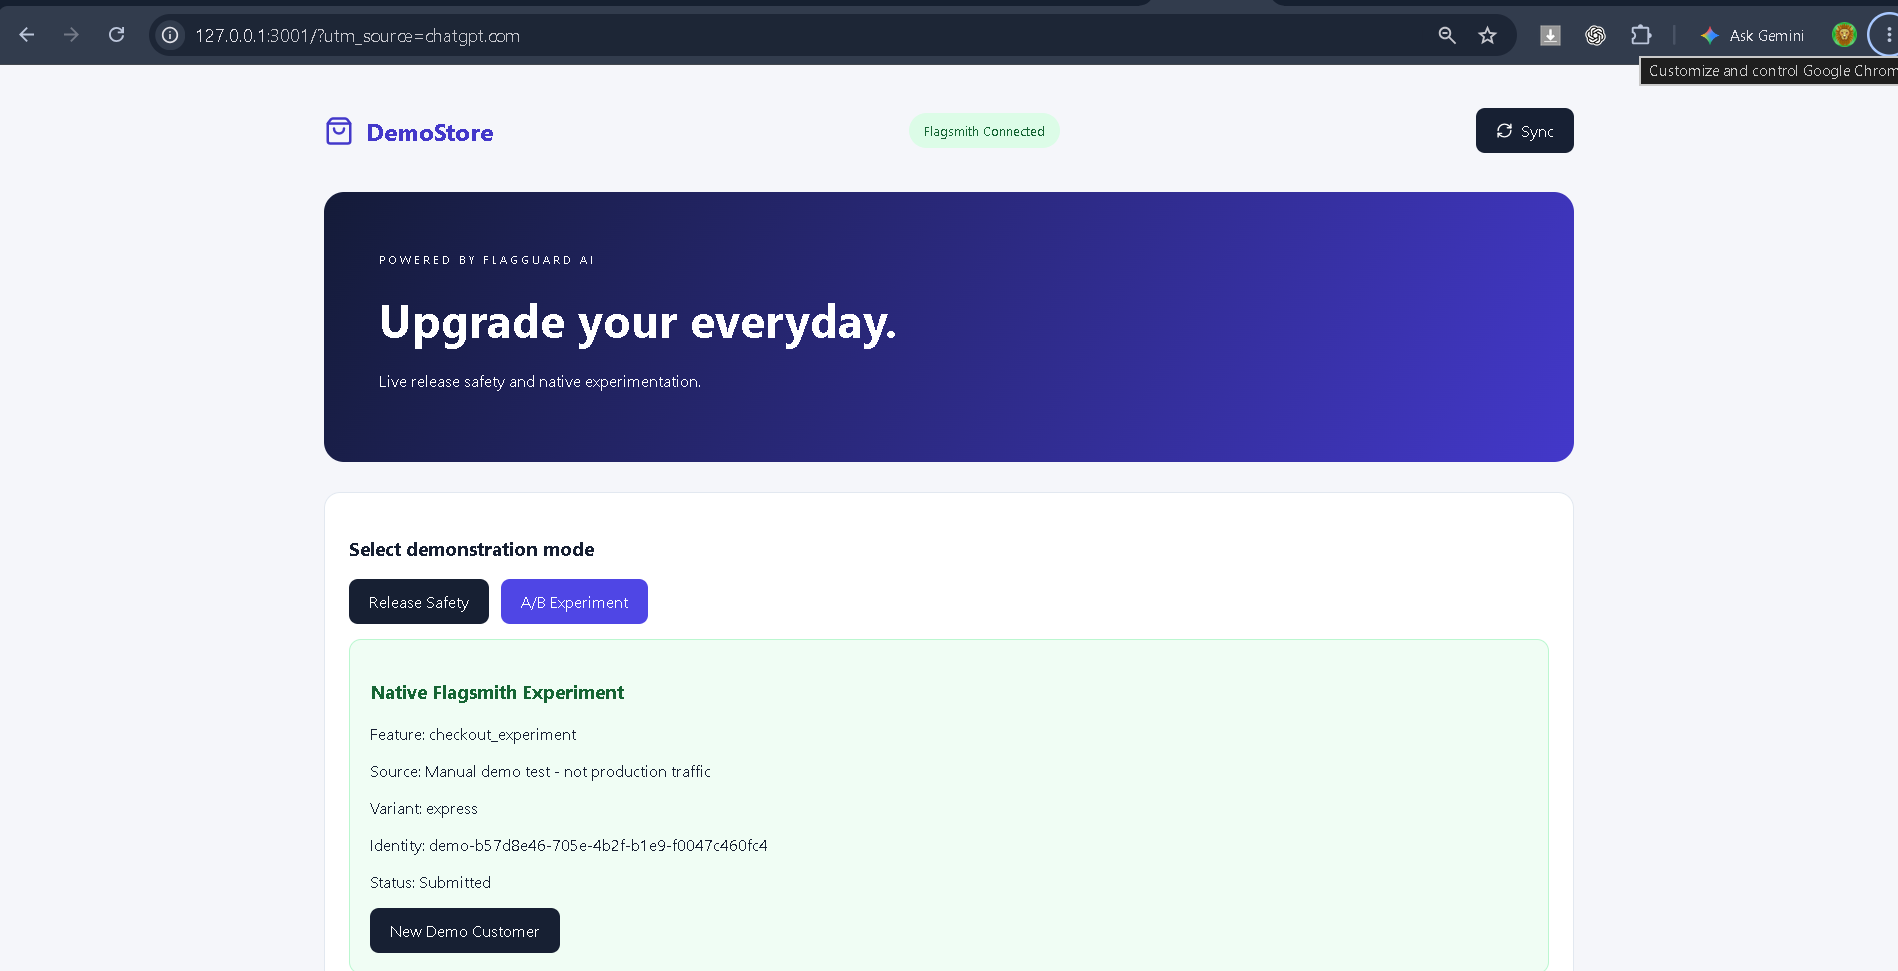 127.0.0.1:3001/?utm_source=chatgpt.com
Ask Gemini
Customize and control Google Chrom
DemoStore
Flagsmith Connected
Sync
POWERED BY FLAGGUARD AI
Upgrade your everyday.
Live release safety and native experimentation.
Select demonstration mode
Release Safety
A/B Experiment
Native Flagsmith Experiment
Feature: checkout_experiment
Source: Manual demo test - not production traffic
Variant: express
Identity: demo-b57d8e46-705e-4b2f-b1e9-f0047c460fc4
Status: Submitted
New Demo Customer